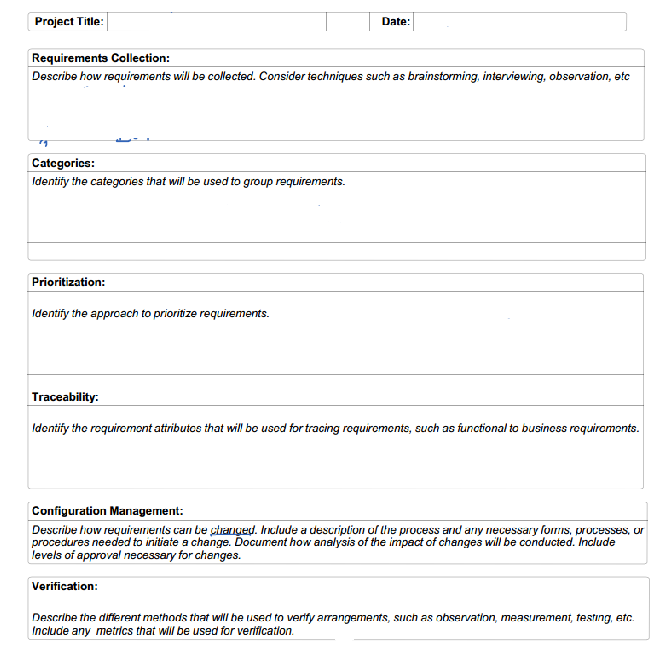 Project Title: Date:
Requirements Collection:
Describe how requirements will be collected. Consider techniques such as brainstorming, interviewing, observation, etc
Categories:
Identify the categories that will be used to group requirements.
Prioritization:
Identify the approach to prioritize requirements.
Traceability:
Identify the requirement attributes that will be used for tracing requirements, such as functional to business requirements.
Configuration Management:
Describe how requirements can be changed. Include a description of the process and any necessary forms, processes, or
procedures needed to initiate a change. Document how analysis of the impact of changes will be conducted. Include
levels of approval necessary for changes.
Verification:
Describe the different methods that will be used to verify arrangements, such as observation, measurement, testing, etc.
Include any metrics that will be used for verification.